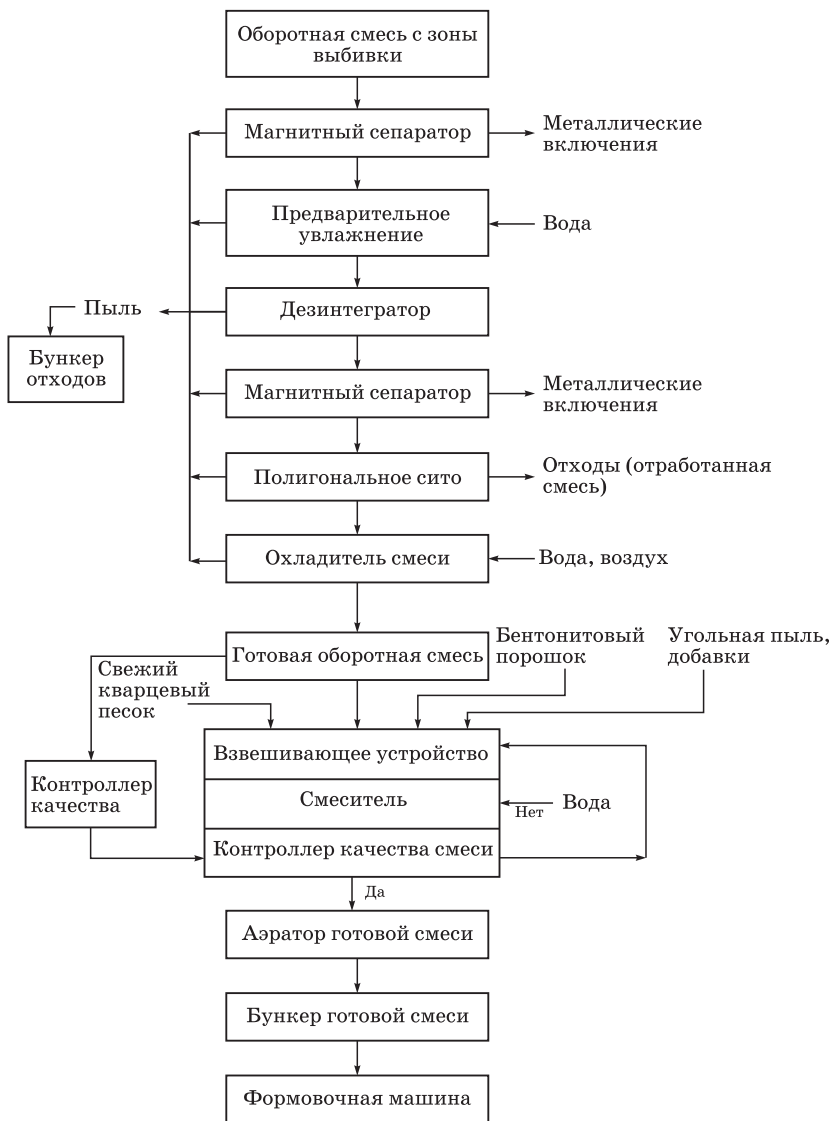 Оборотная смесь с зоны
выбивки
Магнитный сепаратор
Металлические
включения
Предварительное
увлажнение
Вода
Пыль
Дезинтегратор
Бункер
отходов
Магнитный сепаратор
Металлические
включения
Полигональное сито
Отходы (отработанная
смесь)
Охладитель смеси
Вода, воздух
Готовая оборотная смесь
Бентонитовый
порошок
Угольная пыль,
добавки
Свежий
кварцевый
песок
Взвешивающее устройство
Контроллер
качества
Смеситель
Нет
Вода
Контроллер качества смеси
Да
Аэратор готовой смеси
Бункер готовой смеси
Формовочная машина